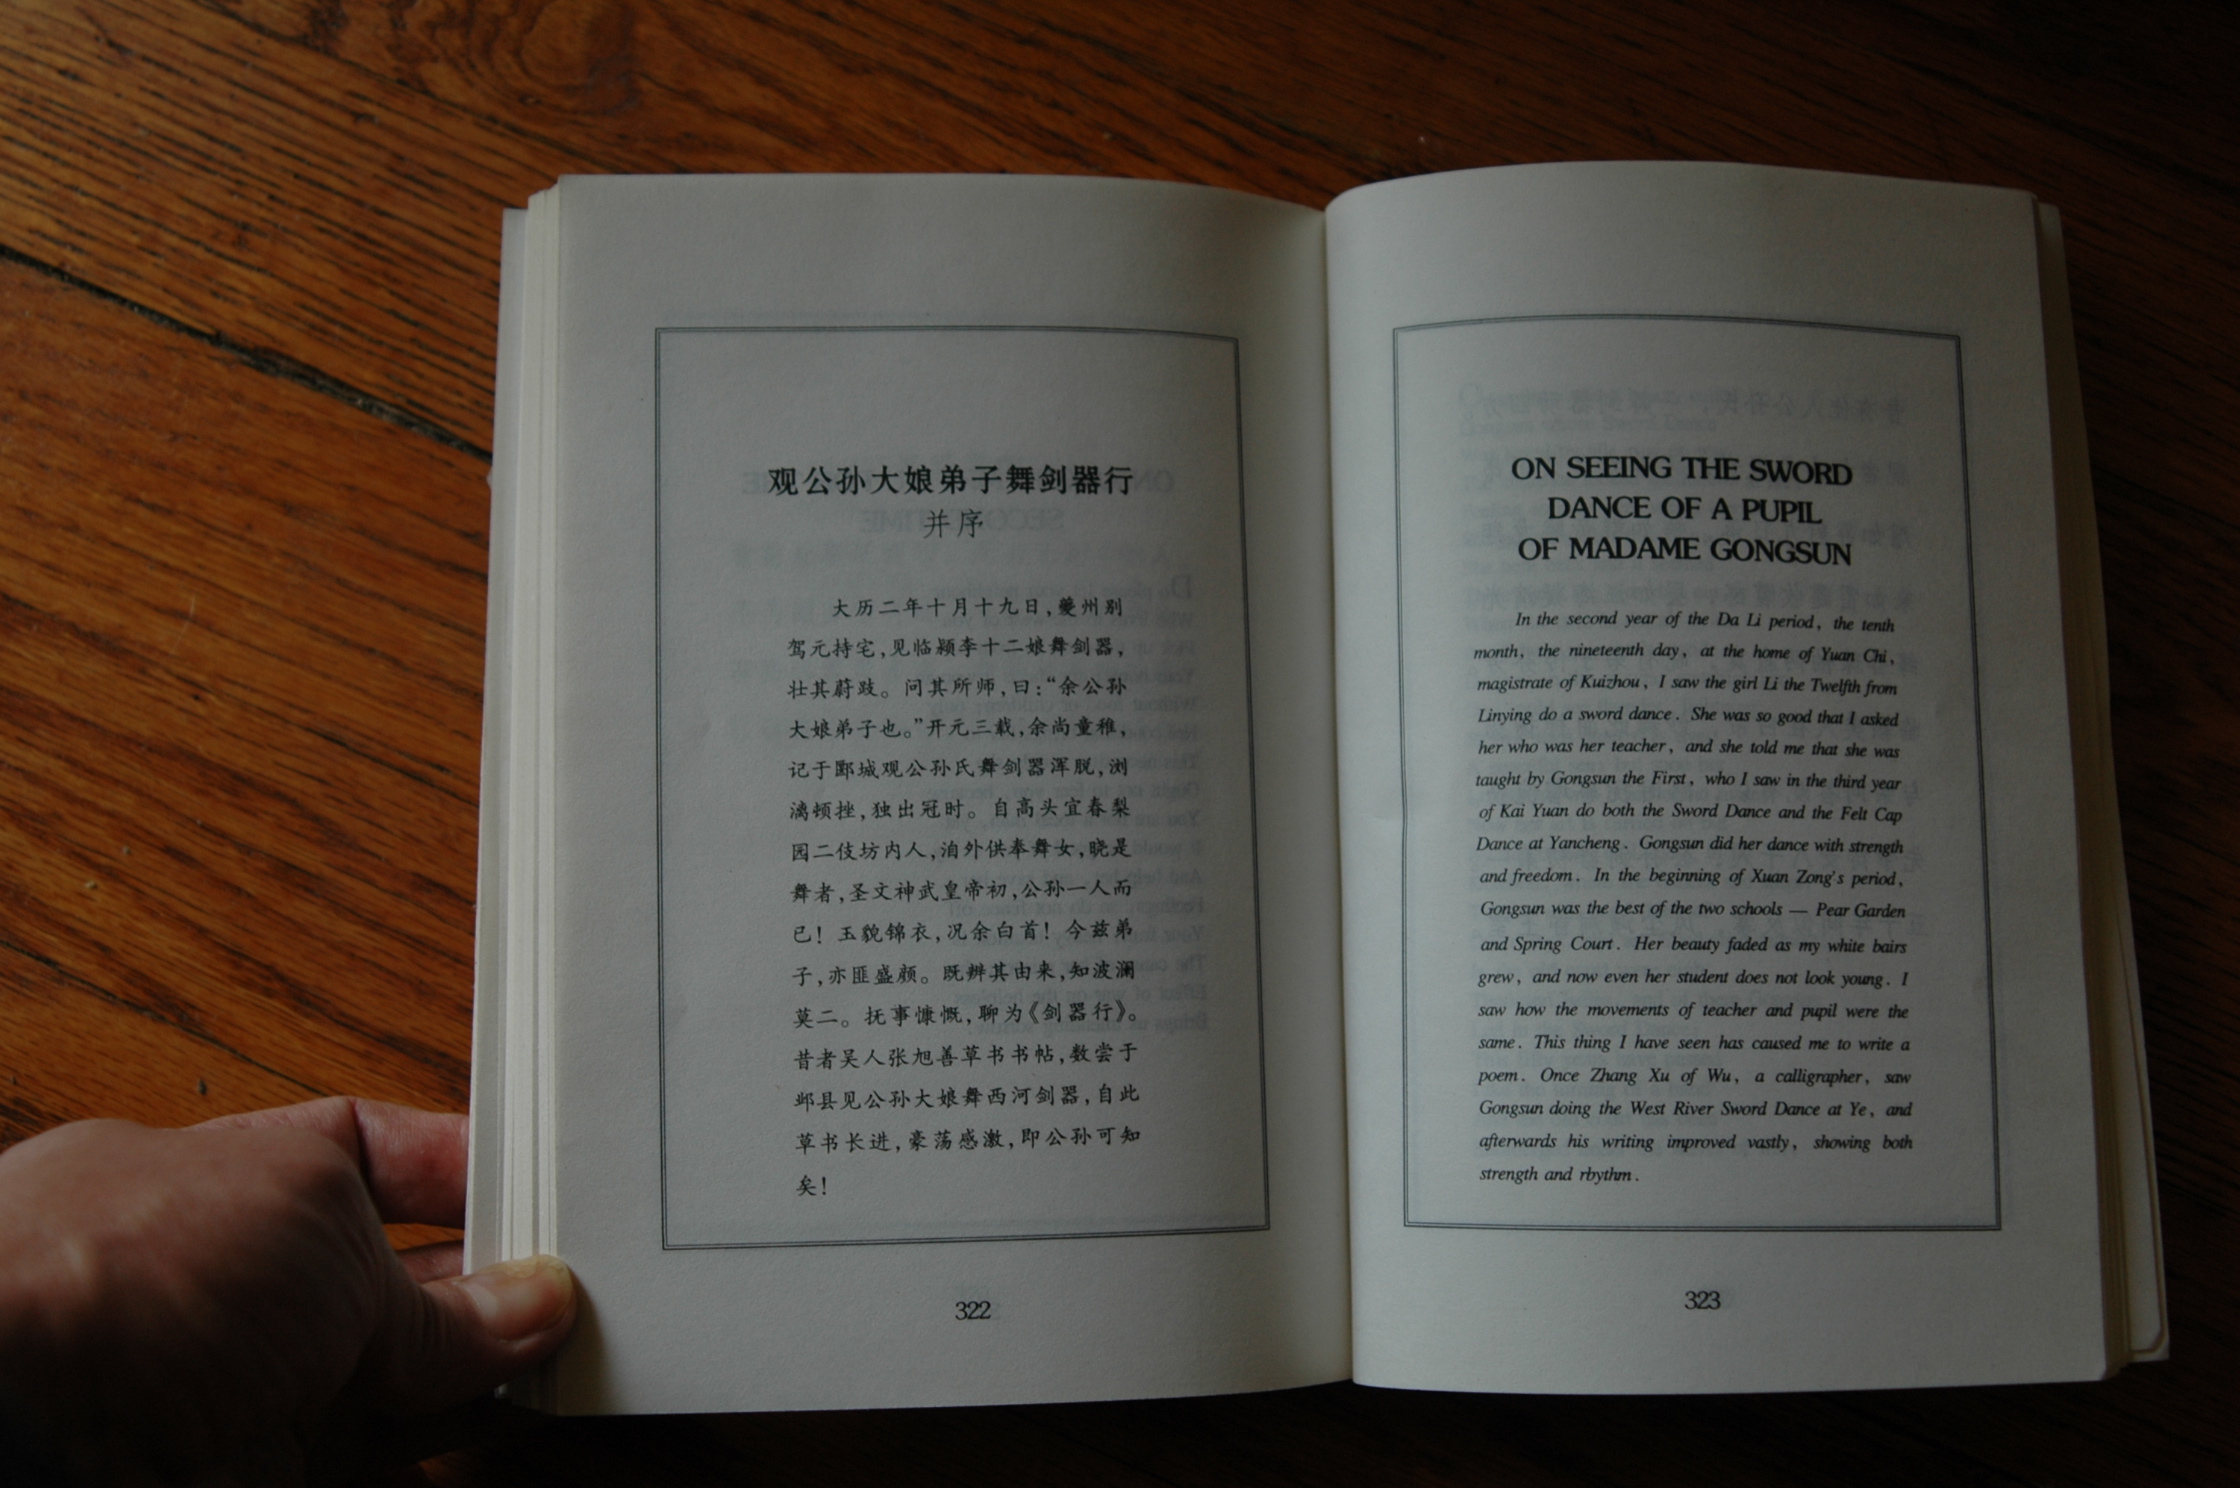 观公孙大娘弟子舞剑器行
并序
大历二年十月十九日,夔州别
驾元持宅,见临颍李十二娘舞剑器,
壮其蔚跂。问其所师,曰:“余公孙
大娘弟子也。”开元三载,余尚童稚,
记于郾城观公孙氏舞剑器浑脱,浏
漓顿挫,独出冠时。自高头宜春梨
园二伎坊内人,洎外供奉舞女,晓是
舞者,圣文神武皇帝初,公孙一人而
已!玉貌锦衣,况余白首!今兹弟
子,亦匪盛颜。既辨其由来,知波澜
莫二。抚事慷慨,聊为《剑器行》。
昔者吴人张旭善草书书帖,数尝于
邺县见公孙大娘舞西河剑器,自此
草书长进,豪荡感激,即公孙可知
矣!
322
ON SEEING THE SWORD
DANCE OF A PUPIL
OF MADAME GONGSUN
In the second year of the Da Li period, the tenth
month, the nineteenth day, at the home of Yuan Chi,
magistrate of Kuizhou, I saw the girl Li the Twelfth from
Linying do a sword dance. She was so good that I asked
her who was her teacher, and she told me that she was
taught by Gongsun the First, who I saw in the third year
of Kai Yuan do both the Sword Dance and the Felt Cap
Dance at Yancheng. Gongsun did her dance with strength
and freedom. In the beginning of Xuan Zong's period,
Gongsun was the best of the two schools — Pear Garden
and Spring Court. Her beauty faded as my white bairs
grew, and now even her student does not look young. I
saw how the movements of teacher and pupil were the
same. This thing I have seen has caused me to write a
poem. Once Zhang Xu of Wu, a calligrapher, saw
Gongsun doing the West River Sword Dance at Ye, and
afterwards his writing improved vastly, showing both
strength and rbythm.
323